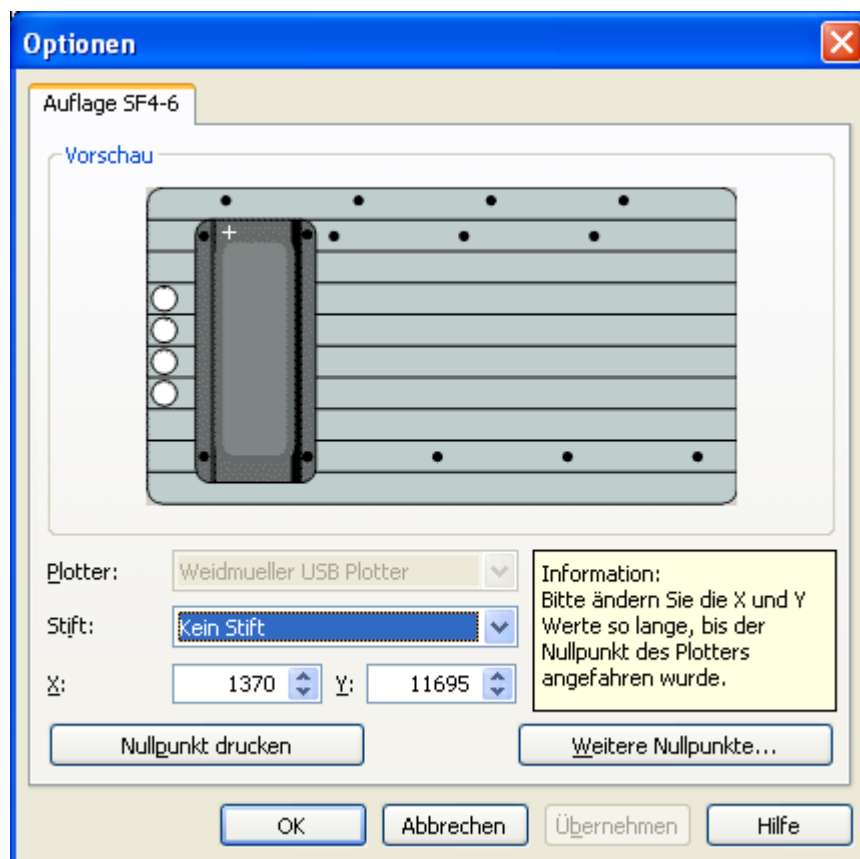 Optionen
Auflage SF4-6
Vorschau
Plotter: Weidmueller USB Plotter
Stift: Kein Stift
X: 1370 Y: 11695
Information:
Bitte ändern Sie die X und Y
Werte so lange, bis der
Nullpunkt des Plotters
angefahren wurde.
Nullpunkt drucken Weitere Nullpunkte...
OK Abbrechen Übernehmen Hilfe